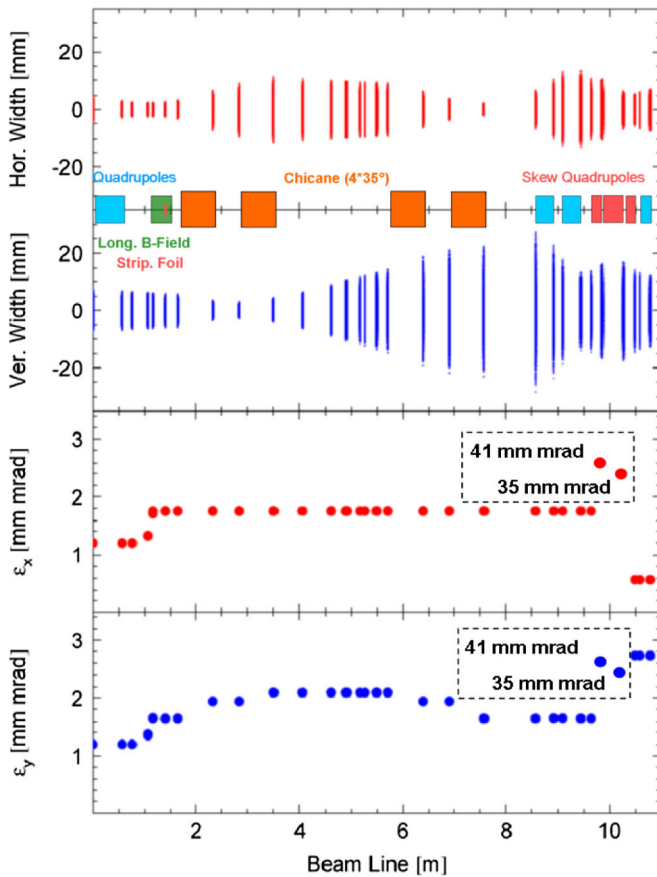 Hor. Width [mm]
20
0
-20
Quadrupoles
Chicane (4*35°)
Skew Quadrupoles
Long. B-Field
Strip. Foil
Ver. Width [mm]
20
0
-20
εx [mm mrad]
3
2
1
41 mm mrad
35 mm mrad
εy [mm mrad]
3
2
1
41 mm mrad
35 mm mrad
2 4 6 8 10
Beam Line [m]